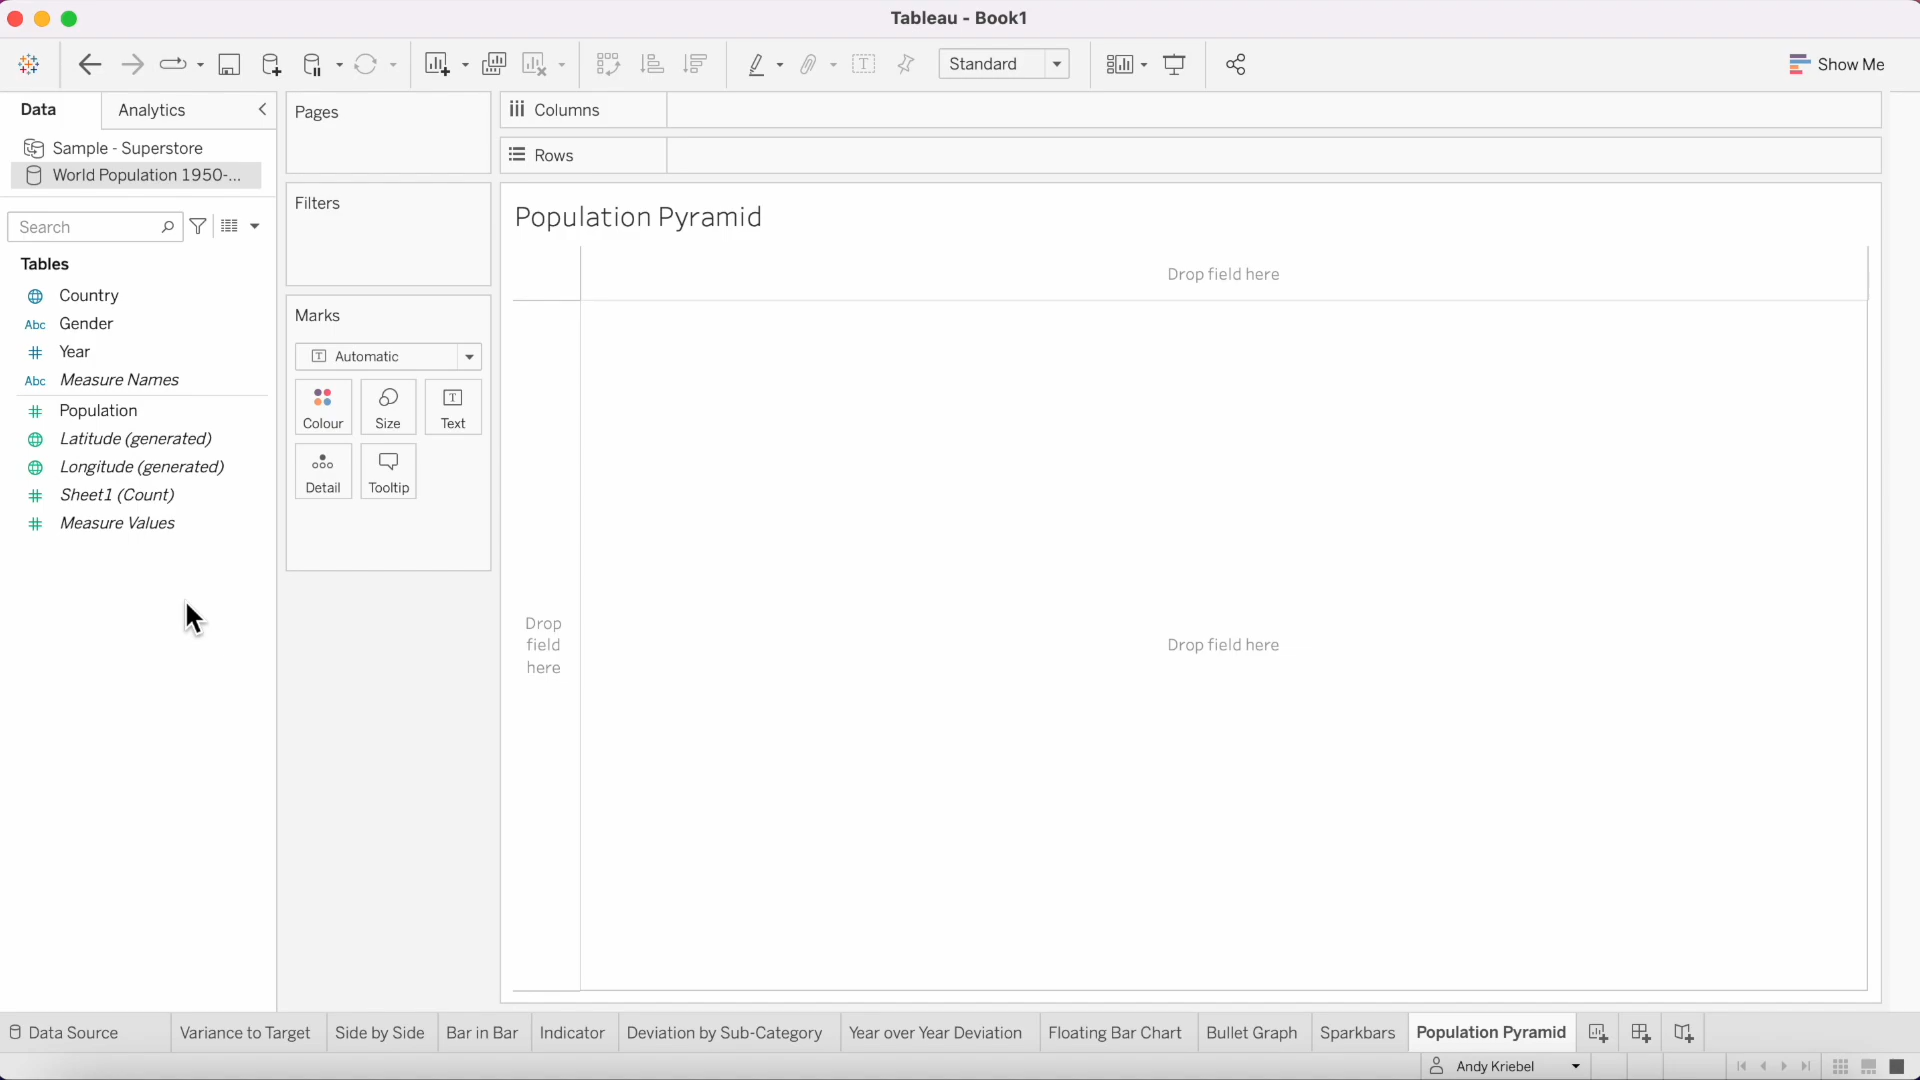 Tableau - Book1
Standard
Show Me
Data
Analytics
Sample - Superstore
World Population 1950-...
Search
Tables
Country
Abc Gender
Year
Abc Measure Names
Population
Latitude (generated)
Longitude (generated)
Sheet1 (Count)
Measure Values
Pages
Filters
Marks
T Automatic
Colour
Size
T Text
Detail
Tooltip
Columns
Rows
Population Pyramid
Drop field here
Drop
field
here
Drop field here
Data Source
Variance to Target
Side by Side
Bar in Bar
Indicator
Deviation by Sub-Category
Year over Year Deviation
Floating Bar Chart
Bullet Graph
Sparkbars
Population Pyramid
Andy Kriebel